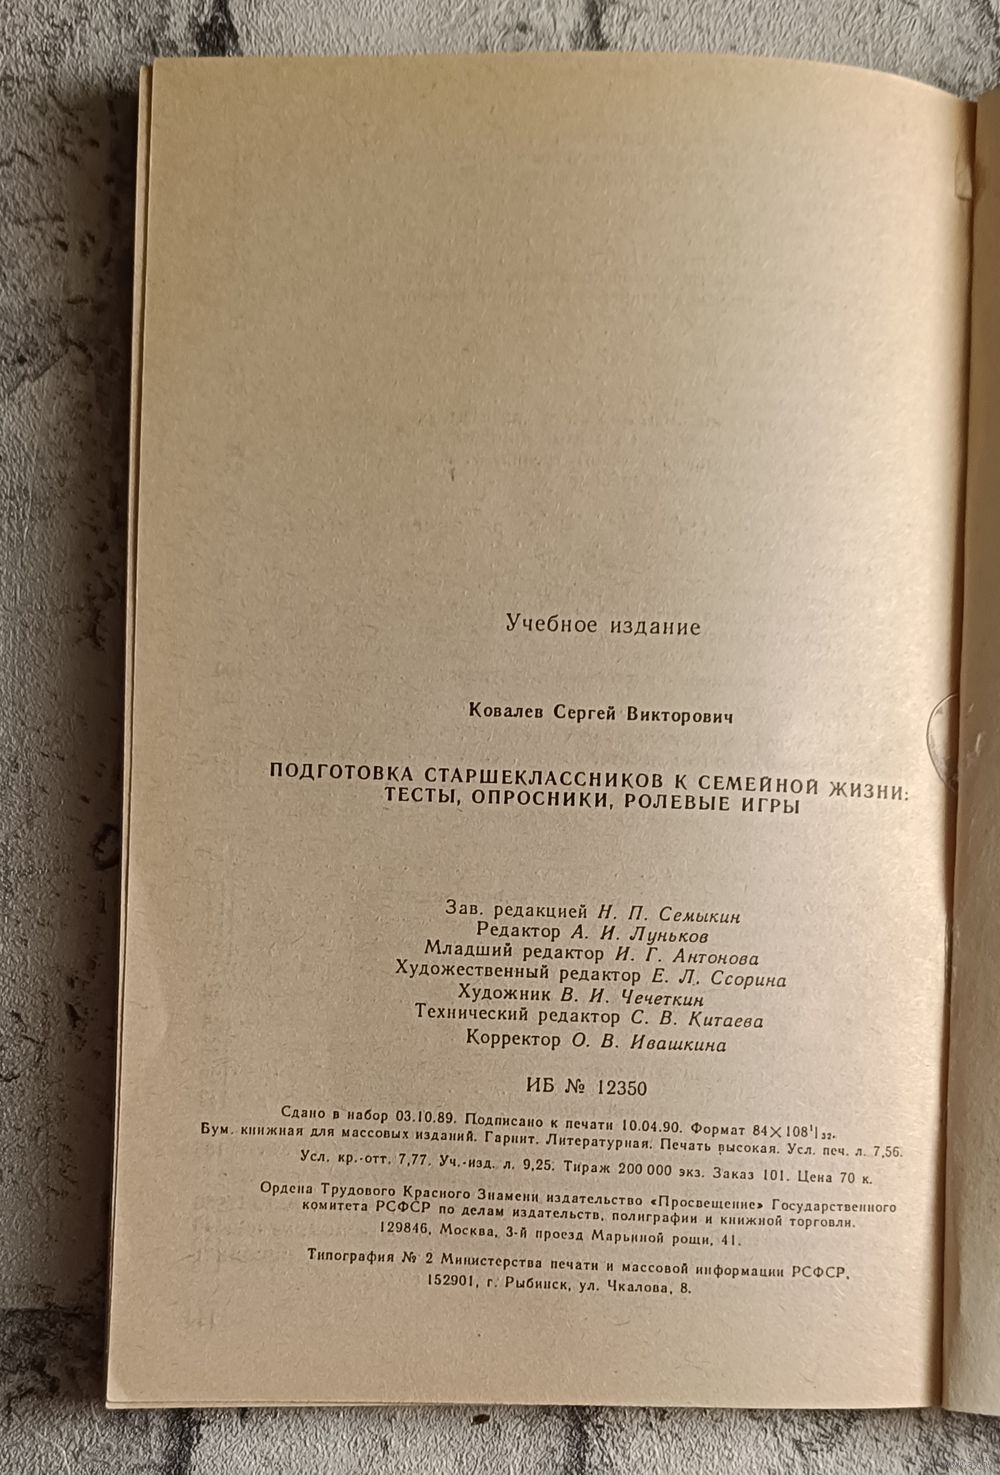 Учебное издание
Ковалев Сергей Викторович
ПОДГОТОВКА СТАРШЕКЛАССНИКОВ К СЕМЕЙНОЙ ЖИЗНИ:
ТЕСТЫ, ОПРОСНИКИ, РОЛЕВЫЕ ИГРЫ
Зав. редакцией Н. П. Семыкин
Редактор А. И. Луньков
Младший редактор И. Г. Антонова
Художественный редактор Е. Л. Ссорина
Художник В. И. Чечеткин
Технический редактор С. В. Китаева
Корректор О. В. Ивашкина
ИБ № 12350
Сдано в набор 03.10.89. Подписано к печати 10.04.90. Формат 84×108¹/₃₂.
Бум. книжная для массовых изданий. Гарнит. Литературная. Печать высокая. Усл. печ. л. 7,56.
Усл. кр.-отт. 7,77. Уч.-изд. л. 9,25. Тираж 200 000 экз. Заказ 101. Цена 70 к.
Ордена Трудового Красного Знамени издательство «Просвещение» Государственного
комитета РСФСР по делам издательств, полиграфии и книжной торговли.
129846, Москва, 3-й проезд Марьиной рощи, 41.
Типография № 2 Министерства печати и массовой информации РСФСР,
152901, г. Рыбинск, ул. Чкалова, 8.